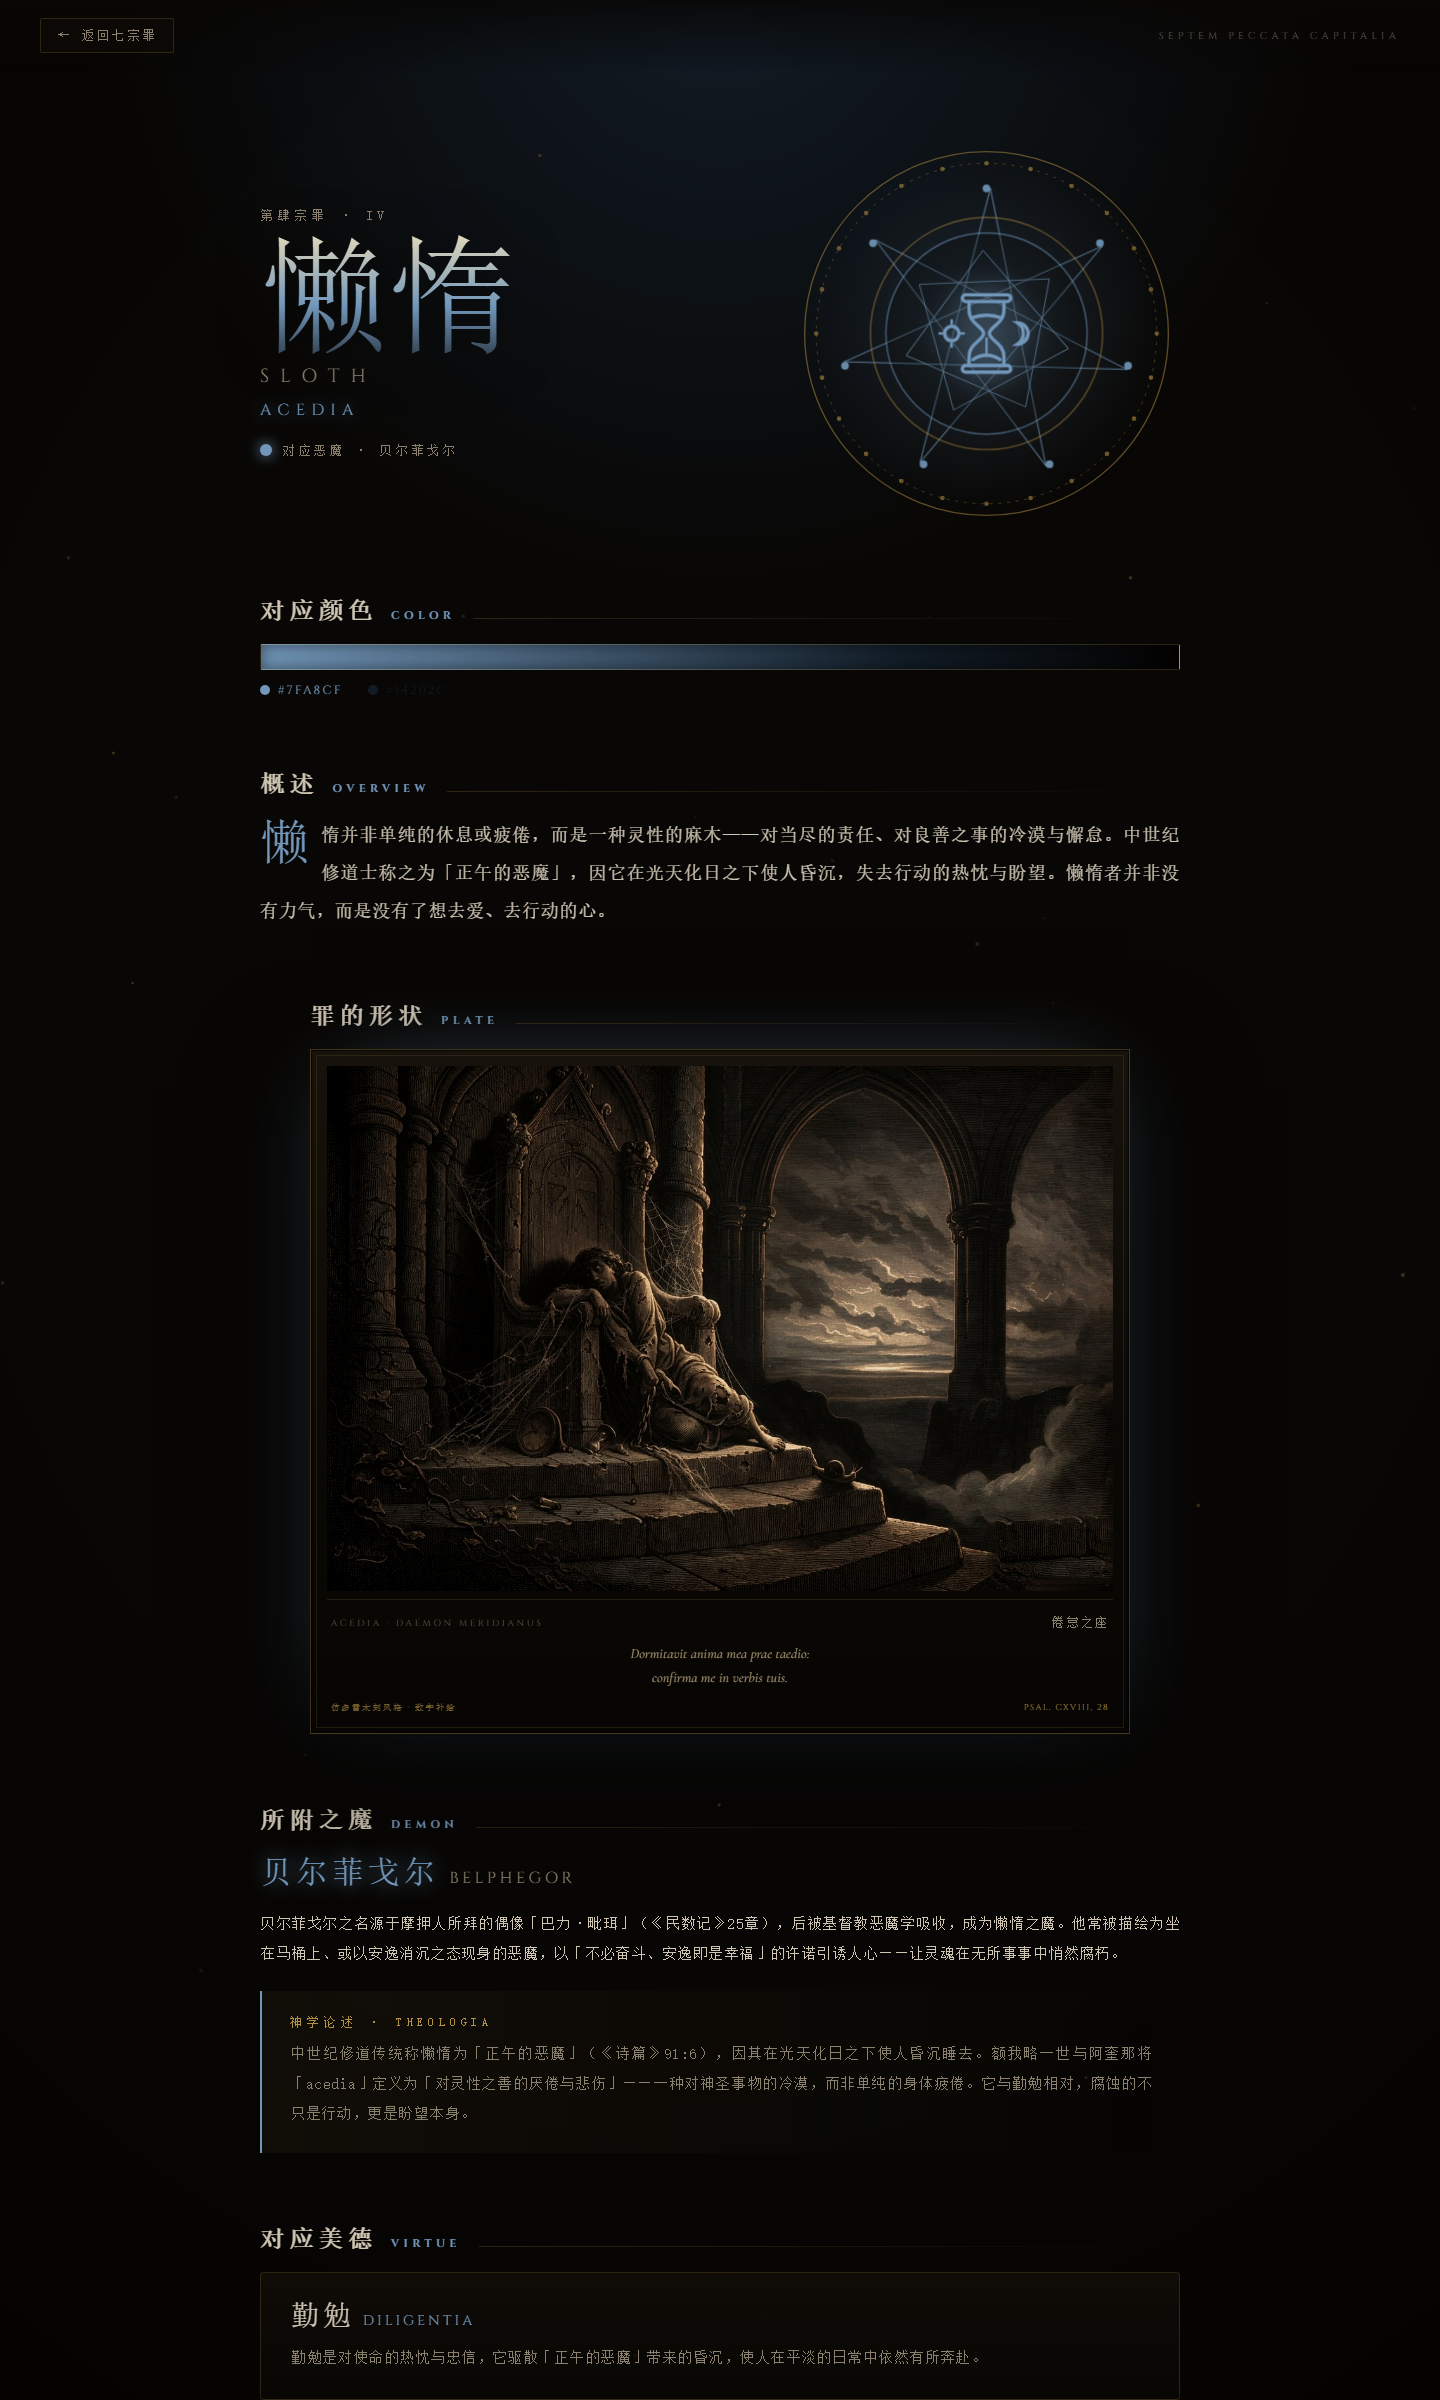 ← 返回七宗罪
SEPTEM PECCATA CAPITALIA
第肆宗罪 · IV
懒惰
SLOTH
ACEDIA
对应恶魔 · 贝尔菲戈尔
对应颜色 COLOR
#7FA8CF #14202C
概述 OVERVIEW
懒惰并非单纯的休息或疲倦，而是一种灵性的麻木——对当尽的责任、对良善之事的冷漠与懈怠。中世纪
修道士称之为「正午的恶魔」，因它在光天化日之下使人昏沉，失去行动的热忱与盼望。懒惰者并非没
有力气，而是没有了想去爱、去行动的心。
罪的形状 PLATE
ACEDIA · DAEMON MERIDIANUS
倦怠之座
Dormitavit anima mea prae taedio:
confirma me in verbis tuis.
仿多雷木刻风格 · 数字补绘
PSAL. CXVIII, 28
所附之魔 DEMON
贝尔菲戈尔 BELPHEGOR
贝尔菲戈尔之名源于摩押人所拜的偶像「巴力·毗珥」（《民数记》25章），后被基督教恶魔学吸收，成为懒惰之魔。他常被描绘为坐
在马桶上、或以安逸消沉之态现身的恶魔，以「不必奋斗、安逸即是幸福」的许诺引诱人心——让灵魂在无所事事中悄然腐朽。
神学论述 · THEOLOGIA
中世纪修道传统称懒惰为「正午的恶魔」（《诗篇》91:6），因其在光天化日之下使人昏沉睡去。额我略一世与阿奎那将
「acedia」定义为「对灵性之善的厌倦与悲伤」——一种对神圣事物的冷漠，而非单纯的身体疲倦。它与勤勉相对，腐蚀的不
只是行动，更是盼望本身。
对应美德 VIRTUE
勤勉 DILIGENTIA
勤勉是对使命的热忱与忠信，它驱散「正午的恶魔」带来的昏沉，使人在平淡的日常中依然有所奔赴。